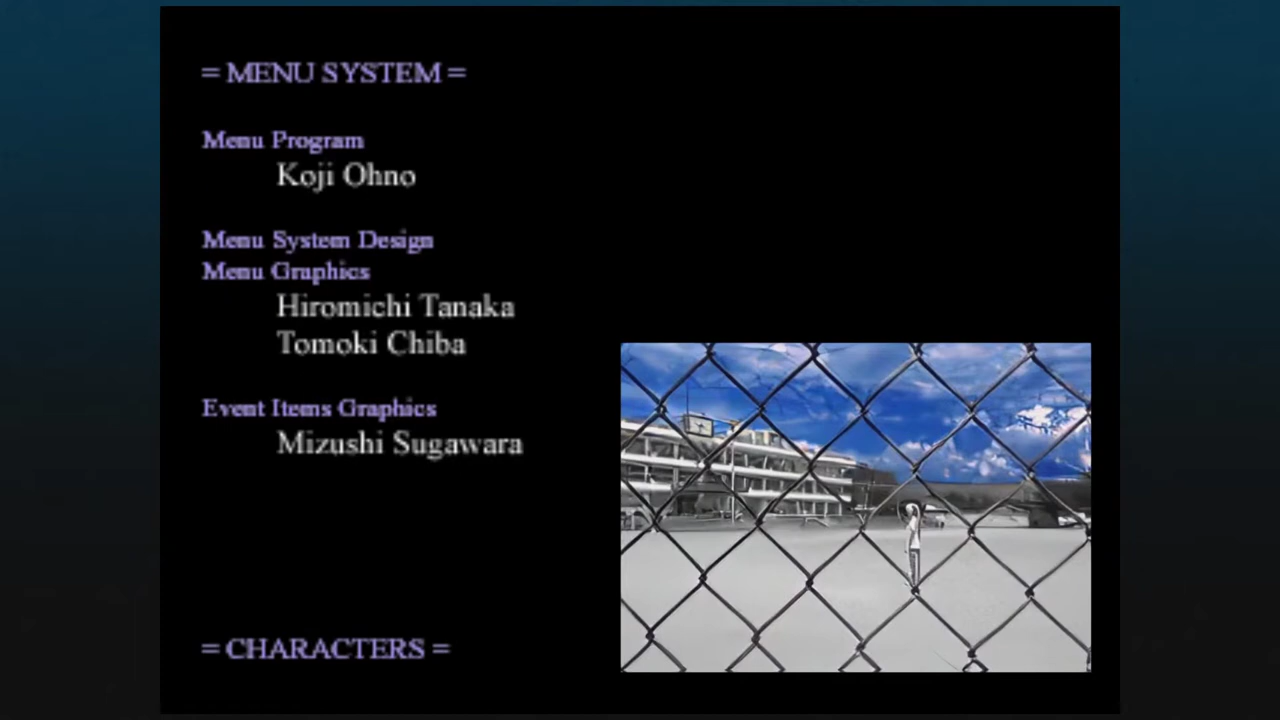 = MENU SYSTEM =
Menu Program
Koji Ohno
Menu System Design
Menu Graphics
Hiromichi Tanaka
Tomoki Chiba
Event Items Graphics
Mizushi Sugawara
= CHARACTERS =